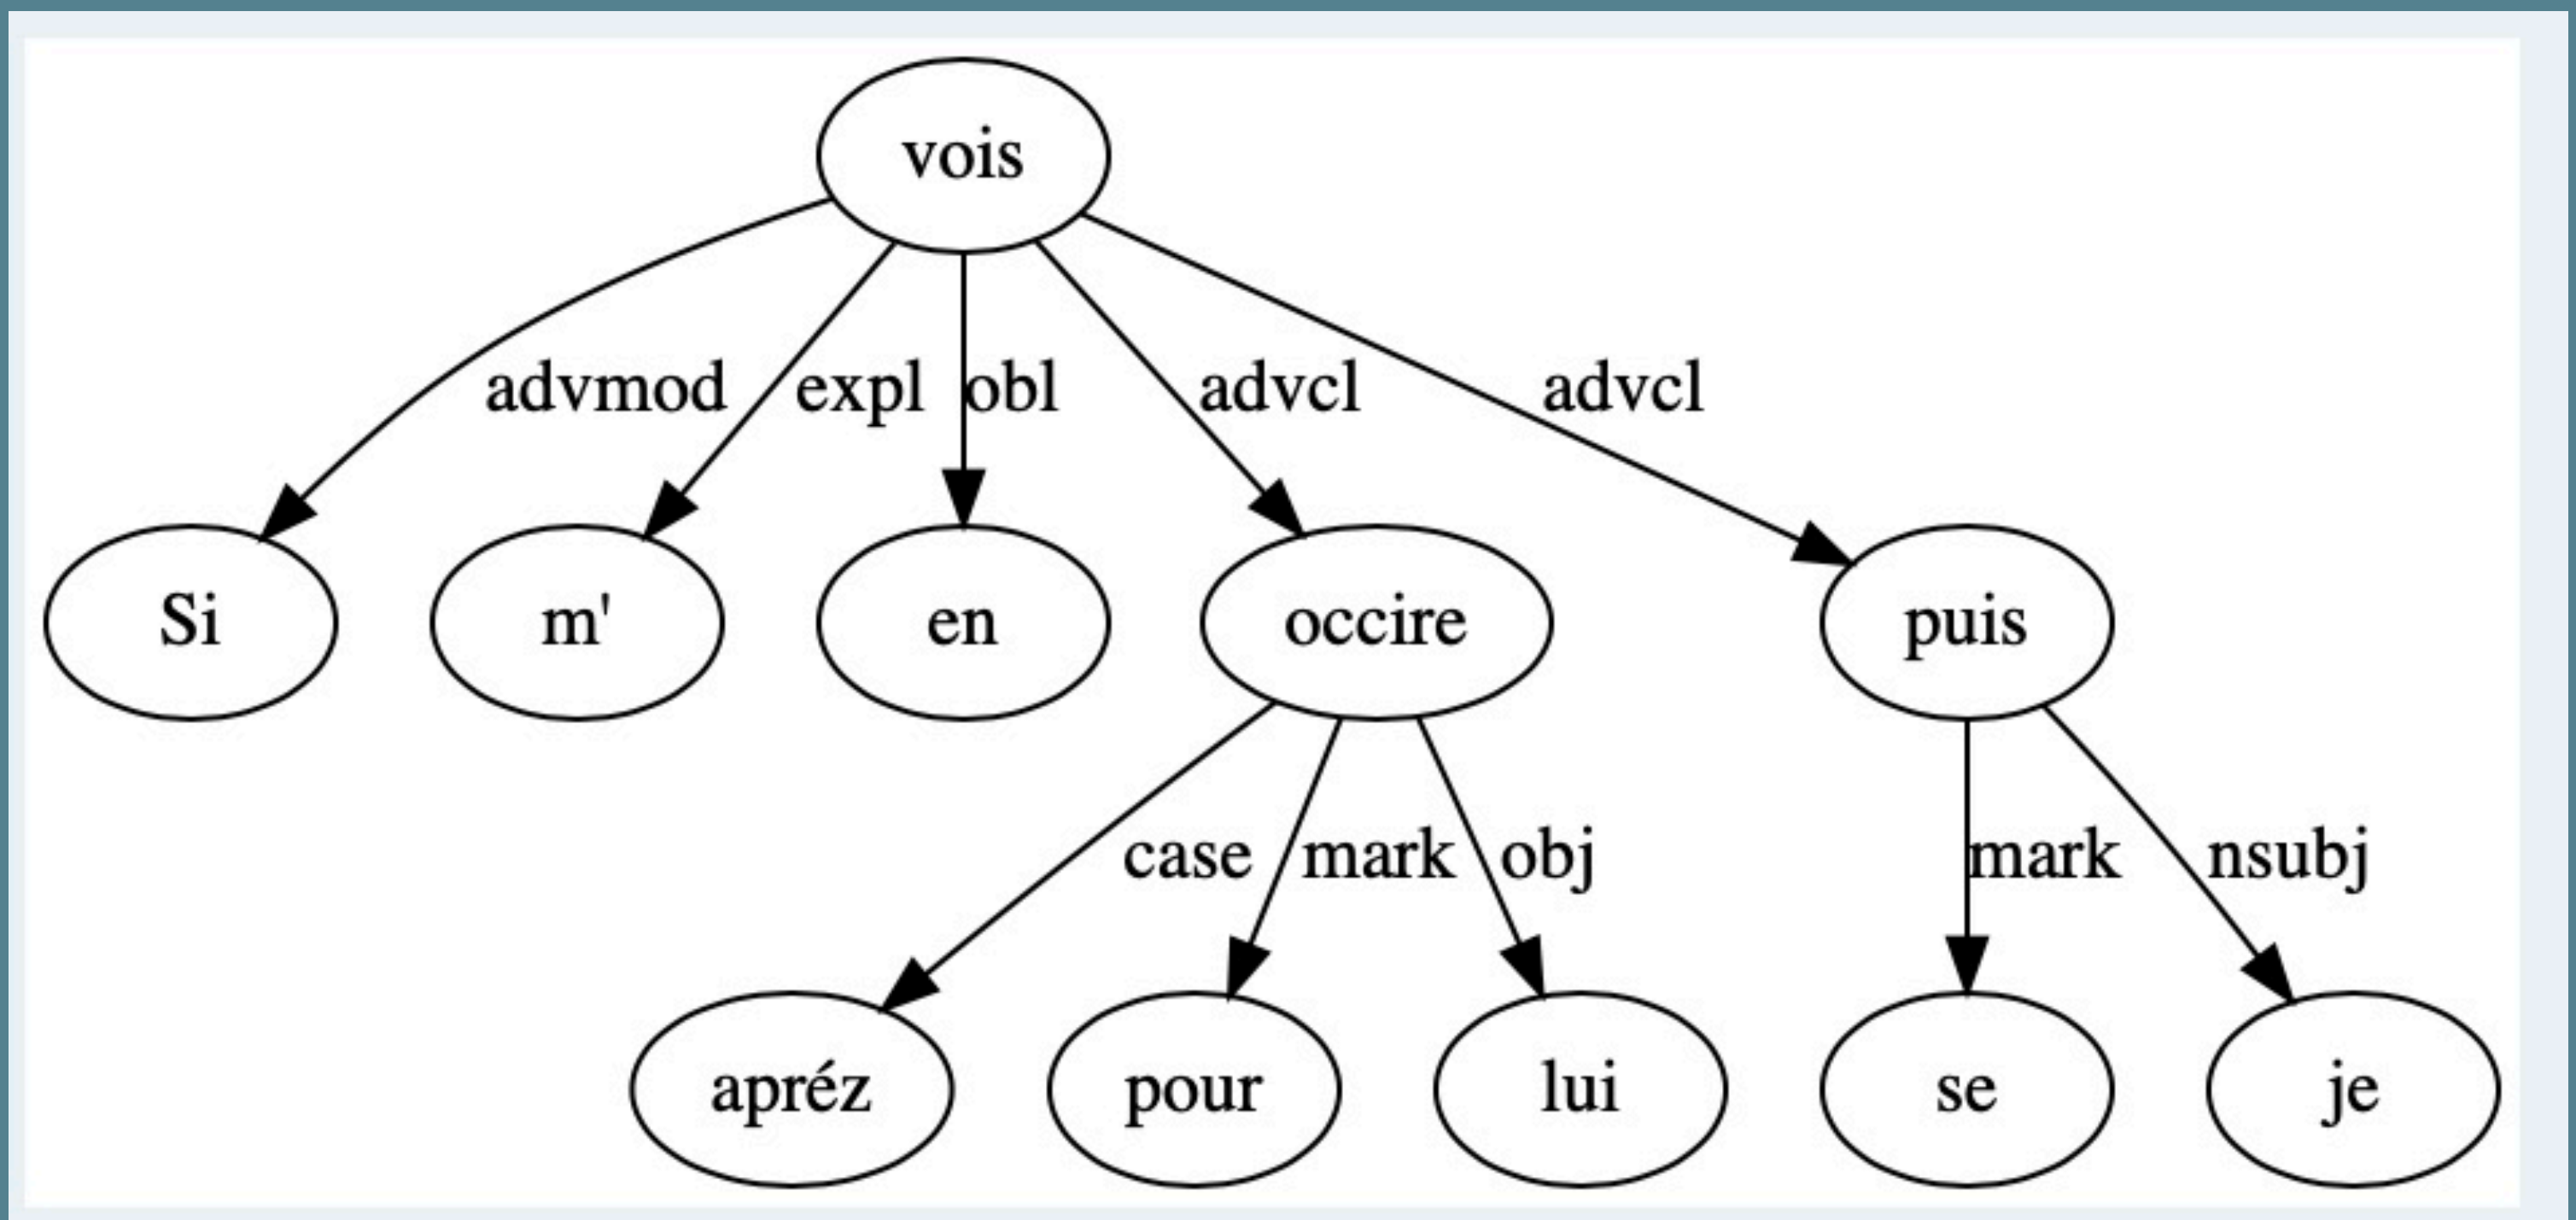 vois
advmod expl obl advcl advcl
Si m' en occire puis
case mark obj mark nsubj
apréz pour lui se je